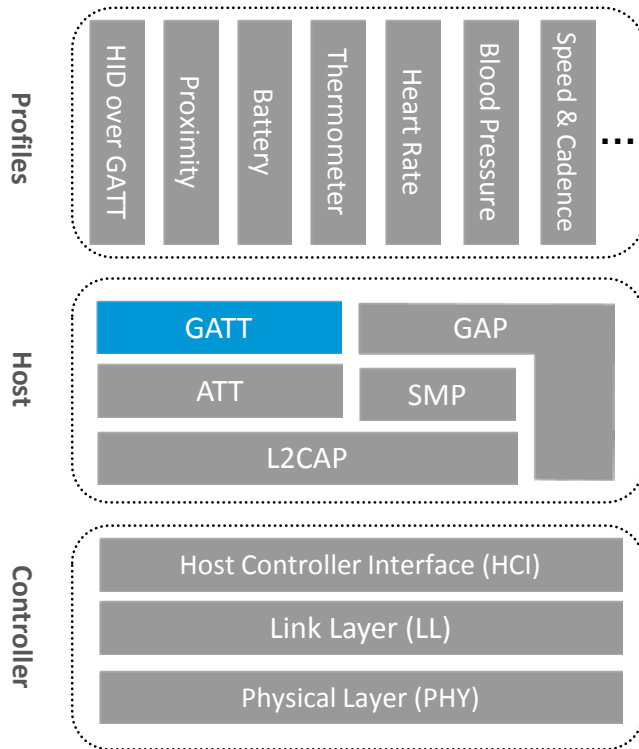 Profiles
HID over GATT
Proximity
Battery
Thermometer
Heart Rate
Blood Pressure
Speed & Cadence
...
Host
GATT
GAP
ATT
SMP
L2CAP
Controller
Host Controller Interface (HCI)
Link Layer (LL)
Physical Layer (PHY)